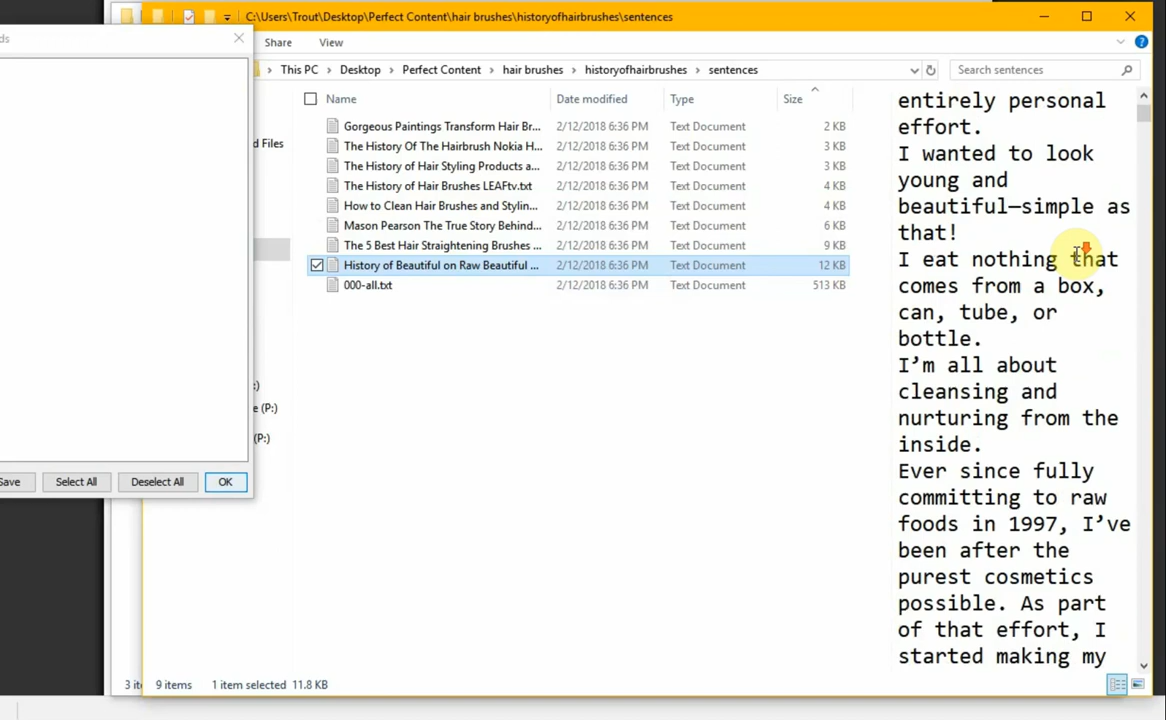 C:\Users\Trout\Desktop\Perfect Content\hair brushes\historyofhairbrushes\sentences
ds
Share View
This PC > Desktop > Perfect Content > hair brushes > historyofhairbrushes > sentences
Search sentences
Name Date modified Type Size
Gorgeous Paintings Transform Hair Br... 2/12/2018 6:36 PM Text Document 2 KB
The History Of The Hairbrush Nokia H... 2/12/2018 6:36 PM Text Document 3 KB
The History of Hair Styling Products a... 2/12/2018 6:36 PM Text Document 3 KB
The History of Hair Brushes LEAFtv.txt 2/12/2018 6:36 PM Text Document 4 KB
How to Clean Hair Brushes and Stylin... 2/12/2018 6:36 PM Text Document 4 KB
Mason Pearson The True Story Behind... 2/12/2018 6:36 PM Text Document 6 KB
The 5 Best Hair Straightening Brushes ... 2/12/2018 6:36 PM Text Document 9 KB
History of Beautiful on Raw Beautiful ... 2/12/2018 6:36 PM Text Document 12 KB
000-all.txt 2/12/2018 6:36 PM Text Document 513 KB
d Files
:)
e (P:)
(P:)
Save Select All Deselect All OK
entirely personal
effort.
I wanted to look
young and
beautiful—simple as
that!
I eat nothing that
comes from a box,
can, tube, or
bottle.
I’m all about
cleansing and
nurturing from the
inside.
Ever since fully
committing to raw
foods in 1997, I’ve
been after the
purest cosmetics
possible. As part
of that effort, I
started making my
3 it
9 items 1 item selected 11.8 KB